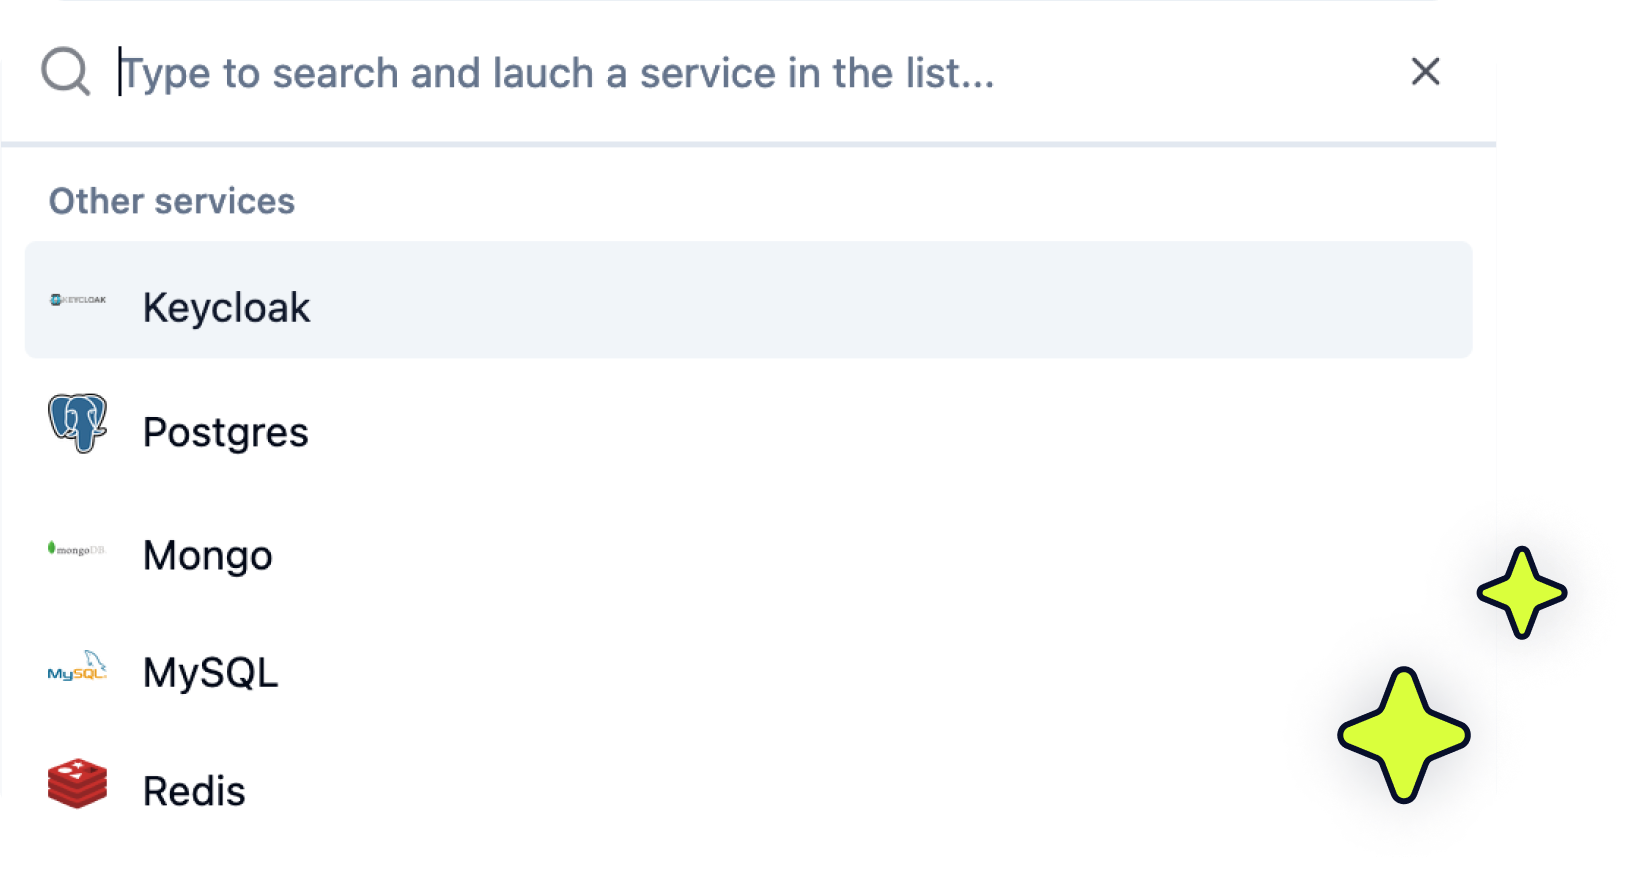 Type to search and lauch a service in the list...
Other services
KEYCLOAK Keycloak
Postgres
mongoDB. Mongo
MySQL. MySQL
Redis